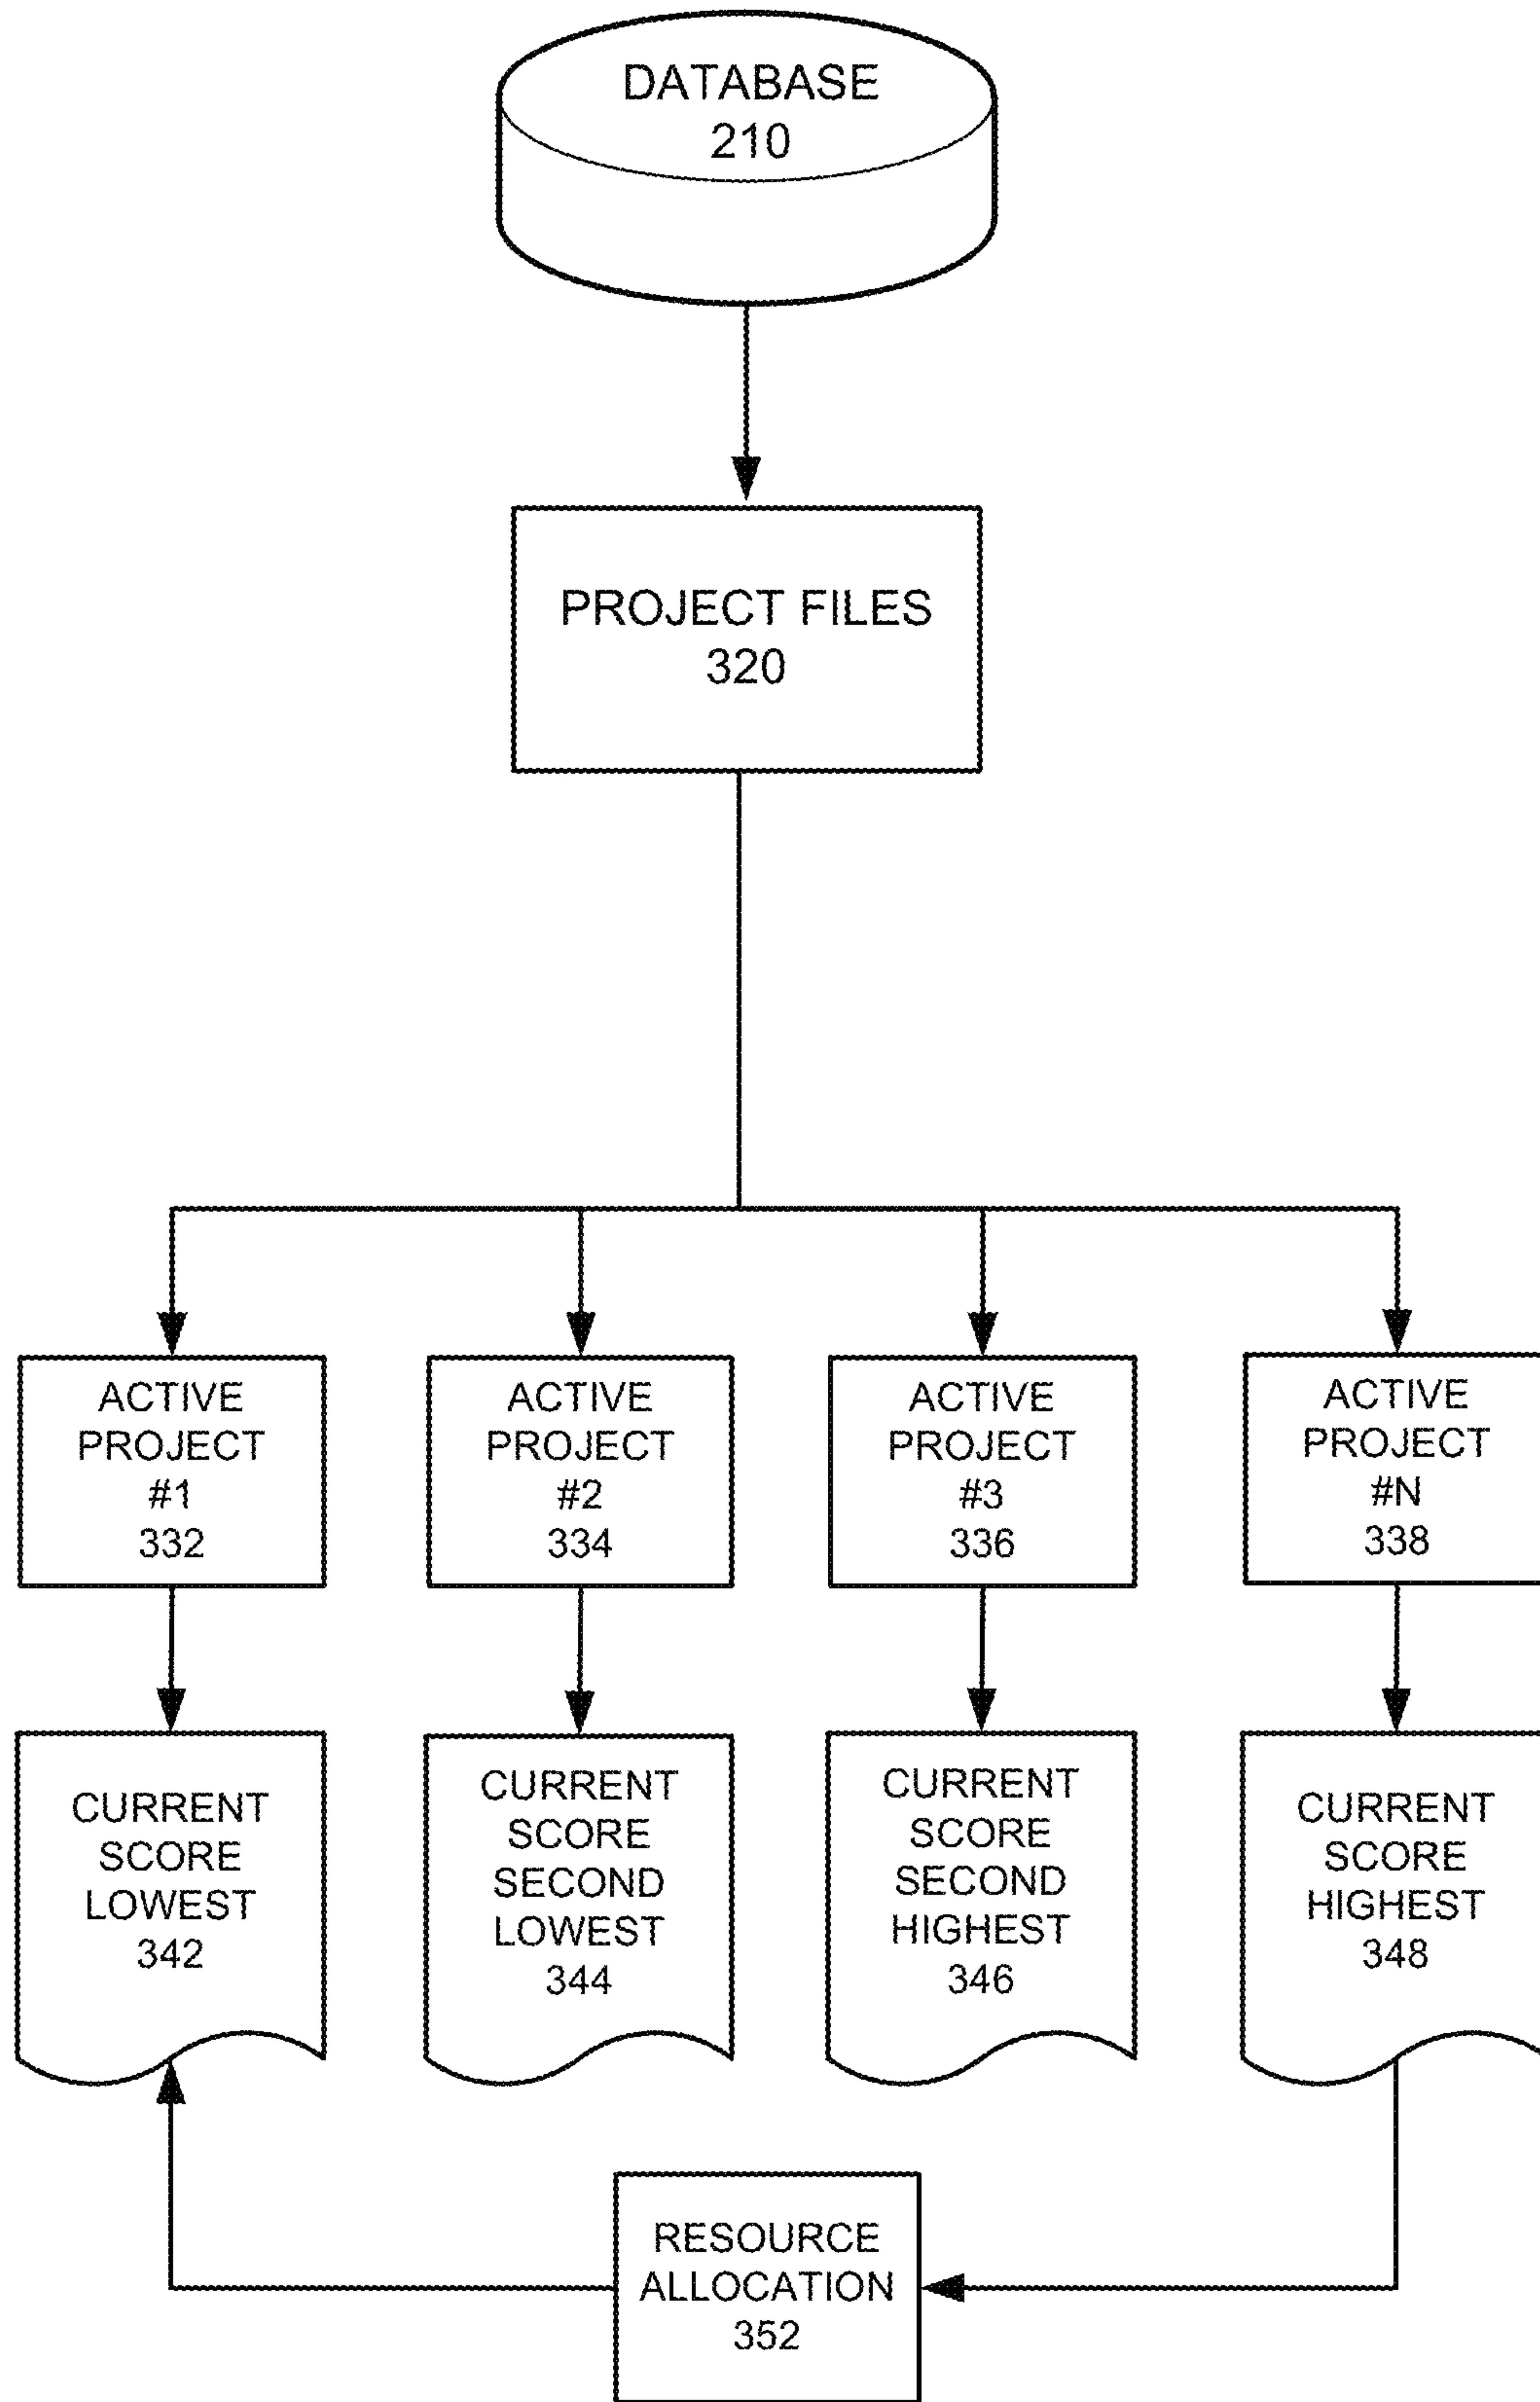 DATABASE
210
PROJECT FILES
320
ACTIVE
PROJECT
#1
332
ACTIVE
PROJECT
#2
334
ACTIVE
PROJECT
#3
336
ACTIVE
PROJECT
#N
338
CURRENT
SCORE
LOWEST
342
CURRENT
SCORE
SECOND
LOWEST
344
CURRENT
SCORE
SECOND
HIGHEST
346
CURRENT
SCORE
HIGHEST
348
RESOURCE
ALLOCATION
352